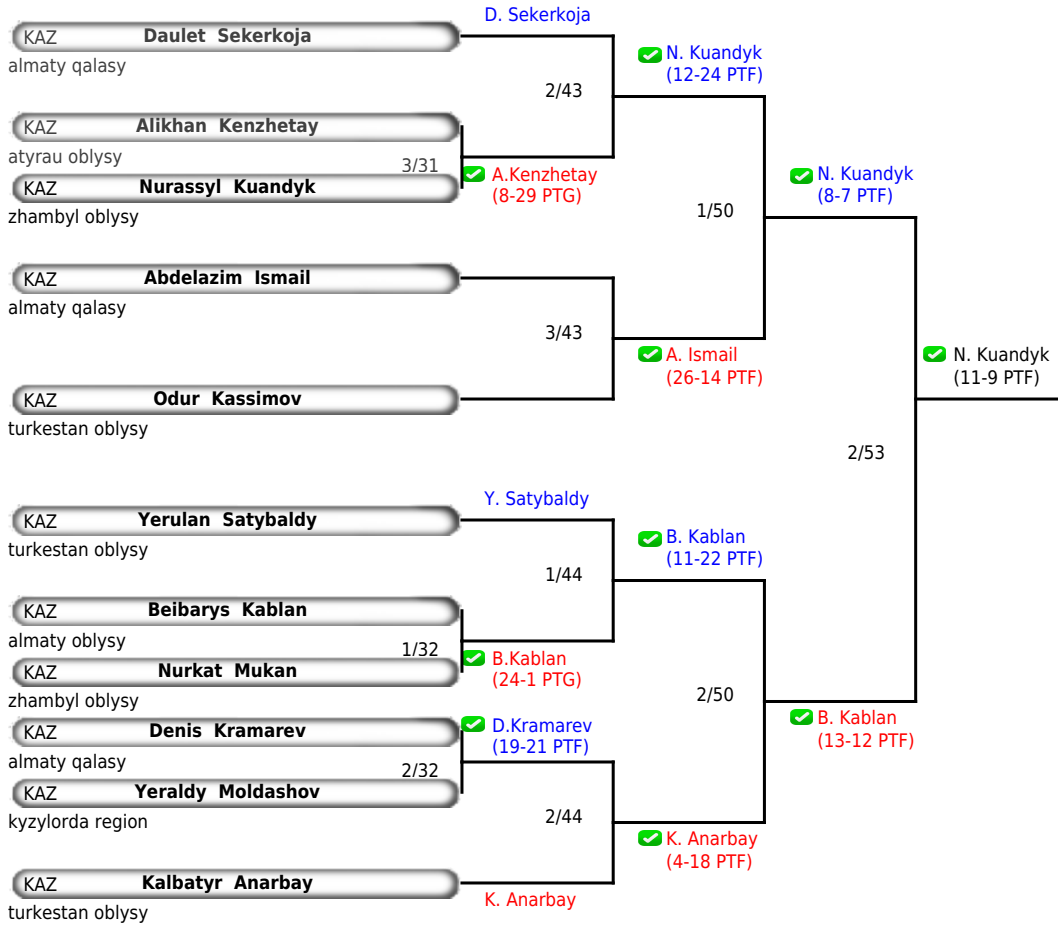 D. Sekerkoja
KAZ Daulet Sekerkoja
almaty qalasy
N. Kuandyk
(12-24 PTF)
2/43
KAZ Alikhan Kenzhetay
atyrau oblysy
3/31
A.Kenzhetay
(8-29 PTG)
N. Kuandyk
(8-7 PTF)
KAZ Nurassyl Kuandyk
zhambyl oblysy
1/50
KAZ Abdelazim Ismail
almaty qalasy
3/43
A. Ismail
(26-14 PTF)
N. Kuandyk
(11-9 PTF)
KAZ Odur Kassimov
turkestan oblysy
2/53
Y. Satybaldy
KAZ Yerulan Satybaldy
turkestan oblysy
B. Kablan
(11-22 PTF)
1/44
KAZ Beibarys Kablan
almaty oblysy
1/32
B.Kablan
(24-1 PTG)
KAZ Nurkat Mukan
zhambyl oblysy
2/50
D.Kramarev
(19-21 PTF)
B. Kablan
(13-12 PTF)
KAZ Denis Kramarev
almaty qalasy
2/32
KAZ Yeraldy Moldashov
kyzylorda region
2/44
K. Anarbay
(4-18 PTF)
KAZ Kalbatyr Anarbay
turkestan oblysy
K. Anarbay